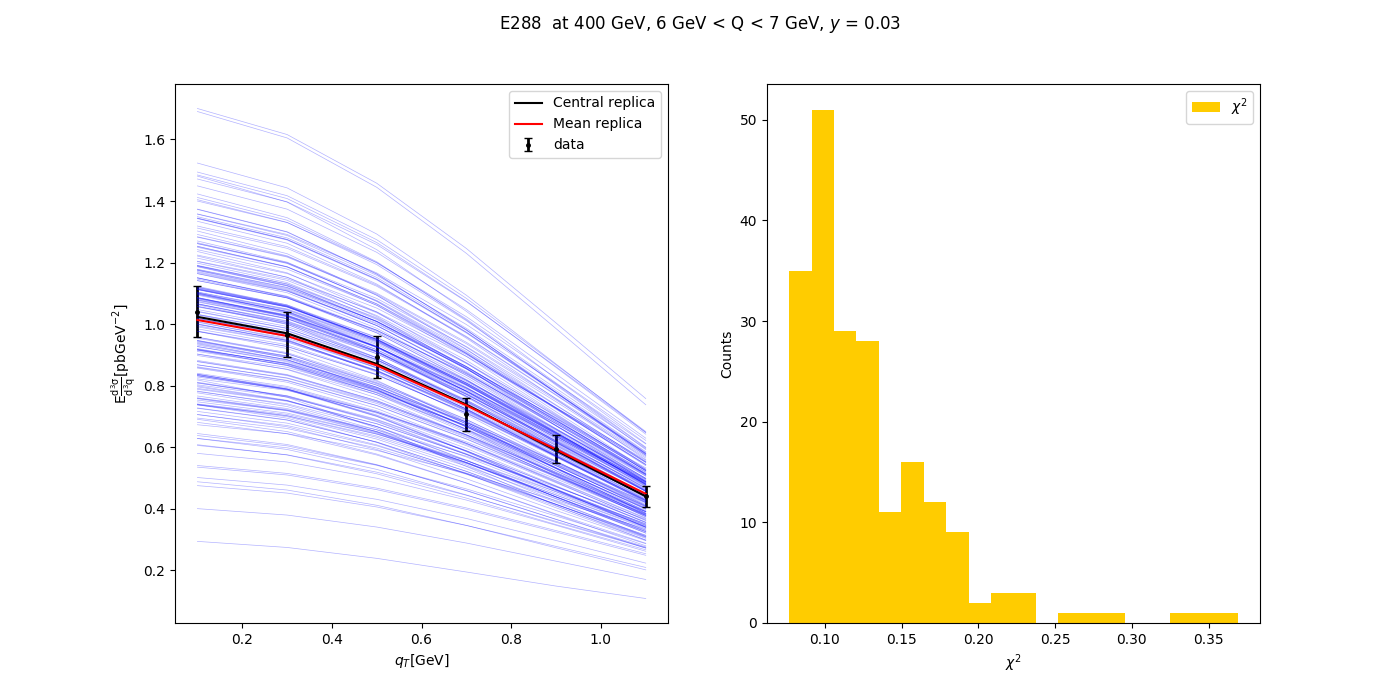 E288 at 400 GeV, 6 GeV < Q < 7 GeV, y = 0.03
Central replica
Mean replica
data
1.6
1.4
1.2
1.0
0.8
0.6
0.4
0.2
E d³σ/d³q [pbGeV⁻²]
0.2 0.4 0.6 0.8 1.0
q_T[GeV]
χ²
50
40
30
20
10
0
Counts
0.10 0.15 0.20 0.25 0.30 0.35
χ²